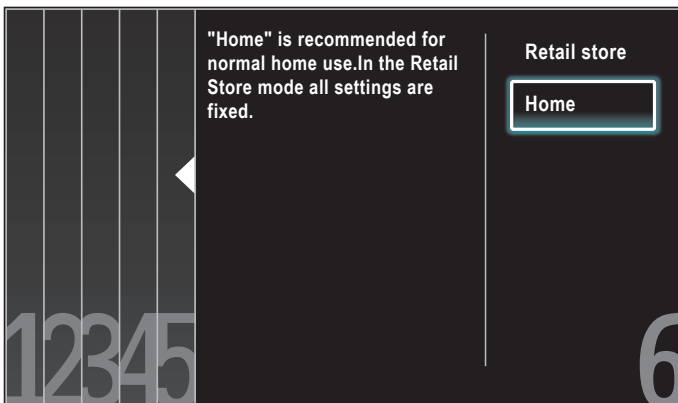 "Home" is recommended for
normal home use.In the Retail
Store mode all settings are
fixed.
Retail store
Home
12345
6